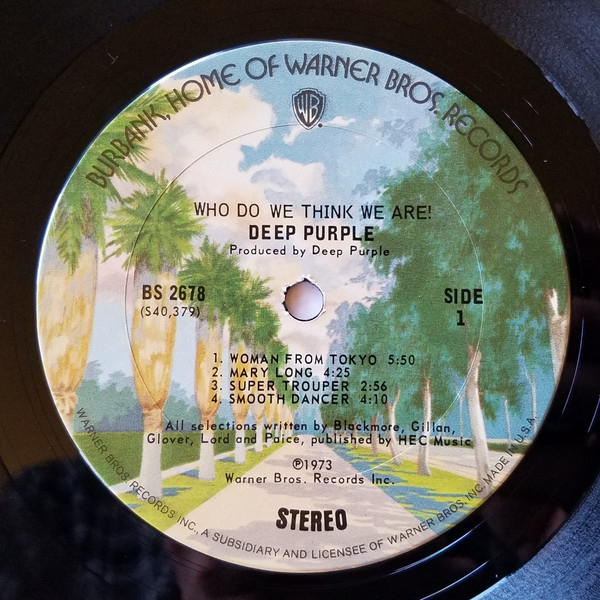 BURBANK, HOME OF WARNER BROS. RECORDS
WB
WHO DO WE THINK WE ARE!
DEEP PURPLE
Produced by Deep Purple
BS 2678
(S40,379)
SIDE
1
1. WOMAN FROM TOKYO 5:50
2. MARY LONG 4:25
3. SUPER TROUPER 2:56
4. SMOOTH DANCER 4:10
All selections written by Blackmore, Gillan,
Glover, Lord and Paice, published by HEC Music
℗1973
Warner Bros. Records Inc.
STEREO
WARNER BROS. RECORDS INC., A SUBSIDIARY AND LICENSEE OF WARNER BROS. INC. MADE IN U.S.A.